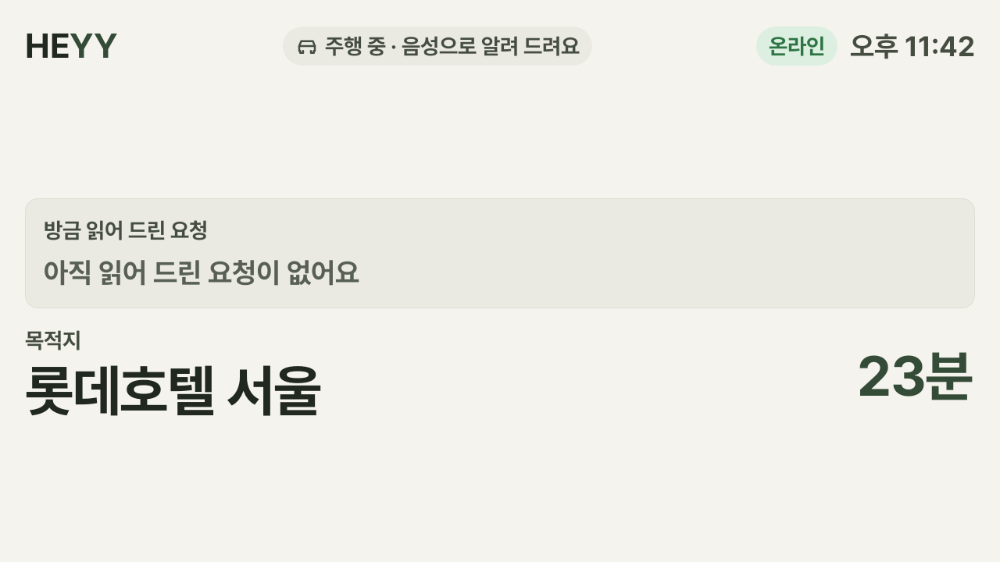 HEYY
주행 중 · 음성으로 알려 드려요
온라인
오후 11:42
방금 읽어 드린 요청
아직 읽어 드린 요청이 없어요
목적지
롯데호텔 서울
23분